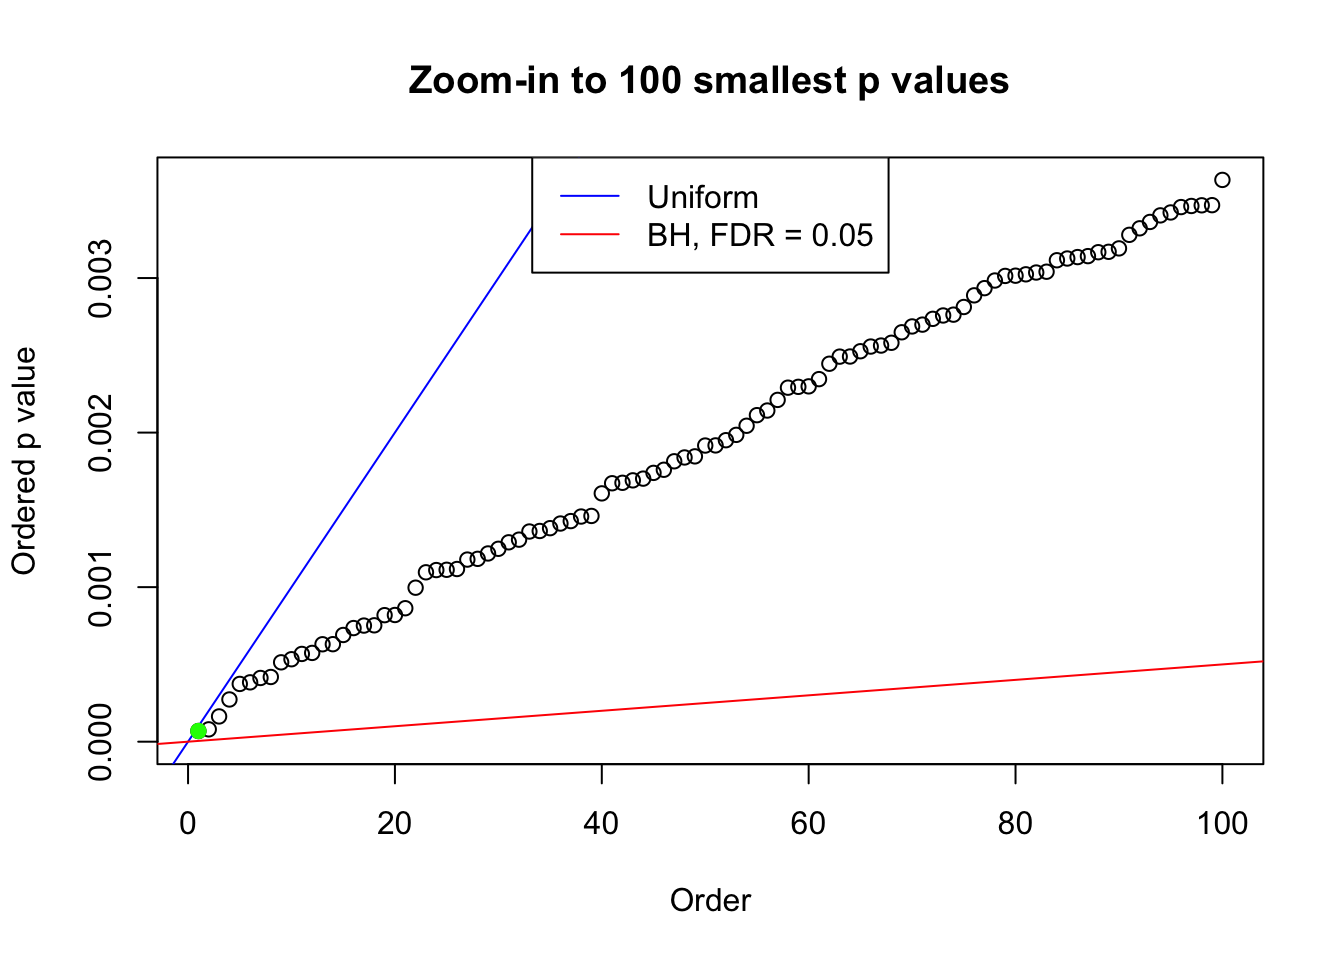 Zoom-in to 100 smallest p values
Uniform
BH, FDR = 0.05
Ordered p value
0.003
0.002
0.001
0.000
0 20 40 60 80 100
Order